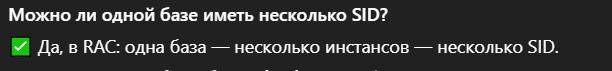 Можно ли одной базе иметь несколько SID?
✅ Да, в RAC: одна база — несколько инстансов — несколько SID.